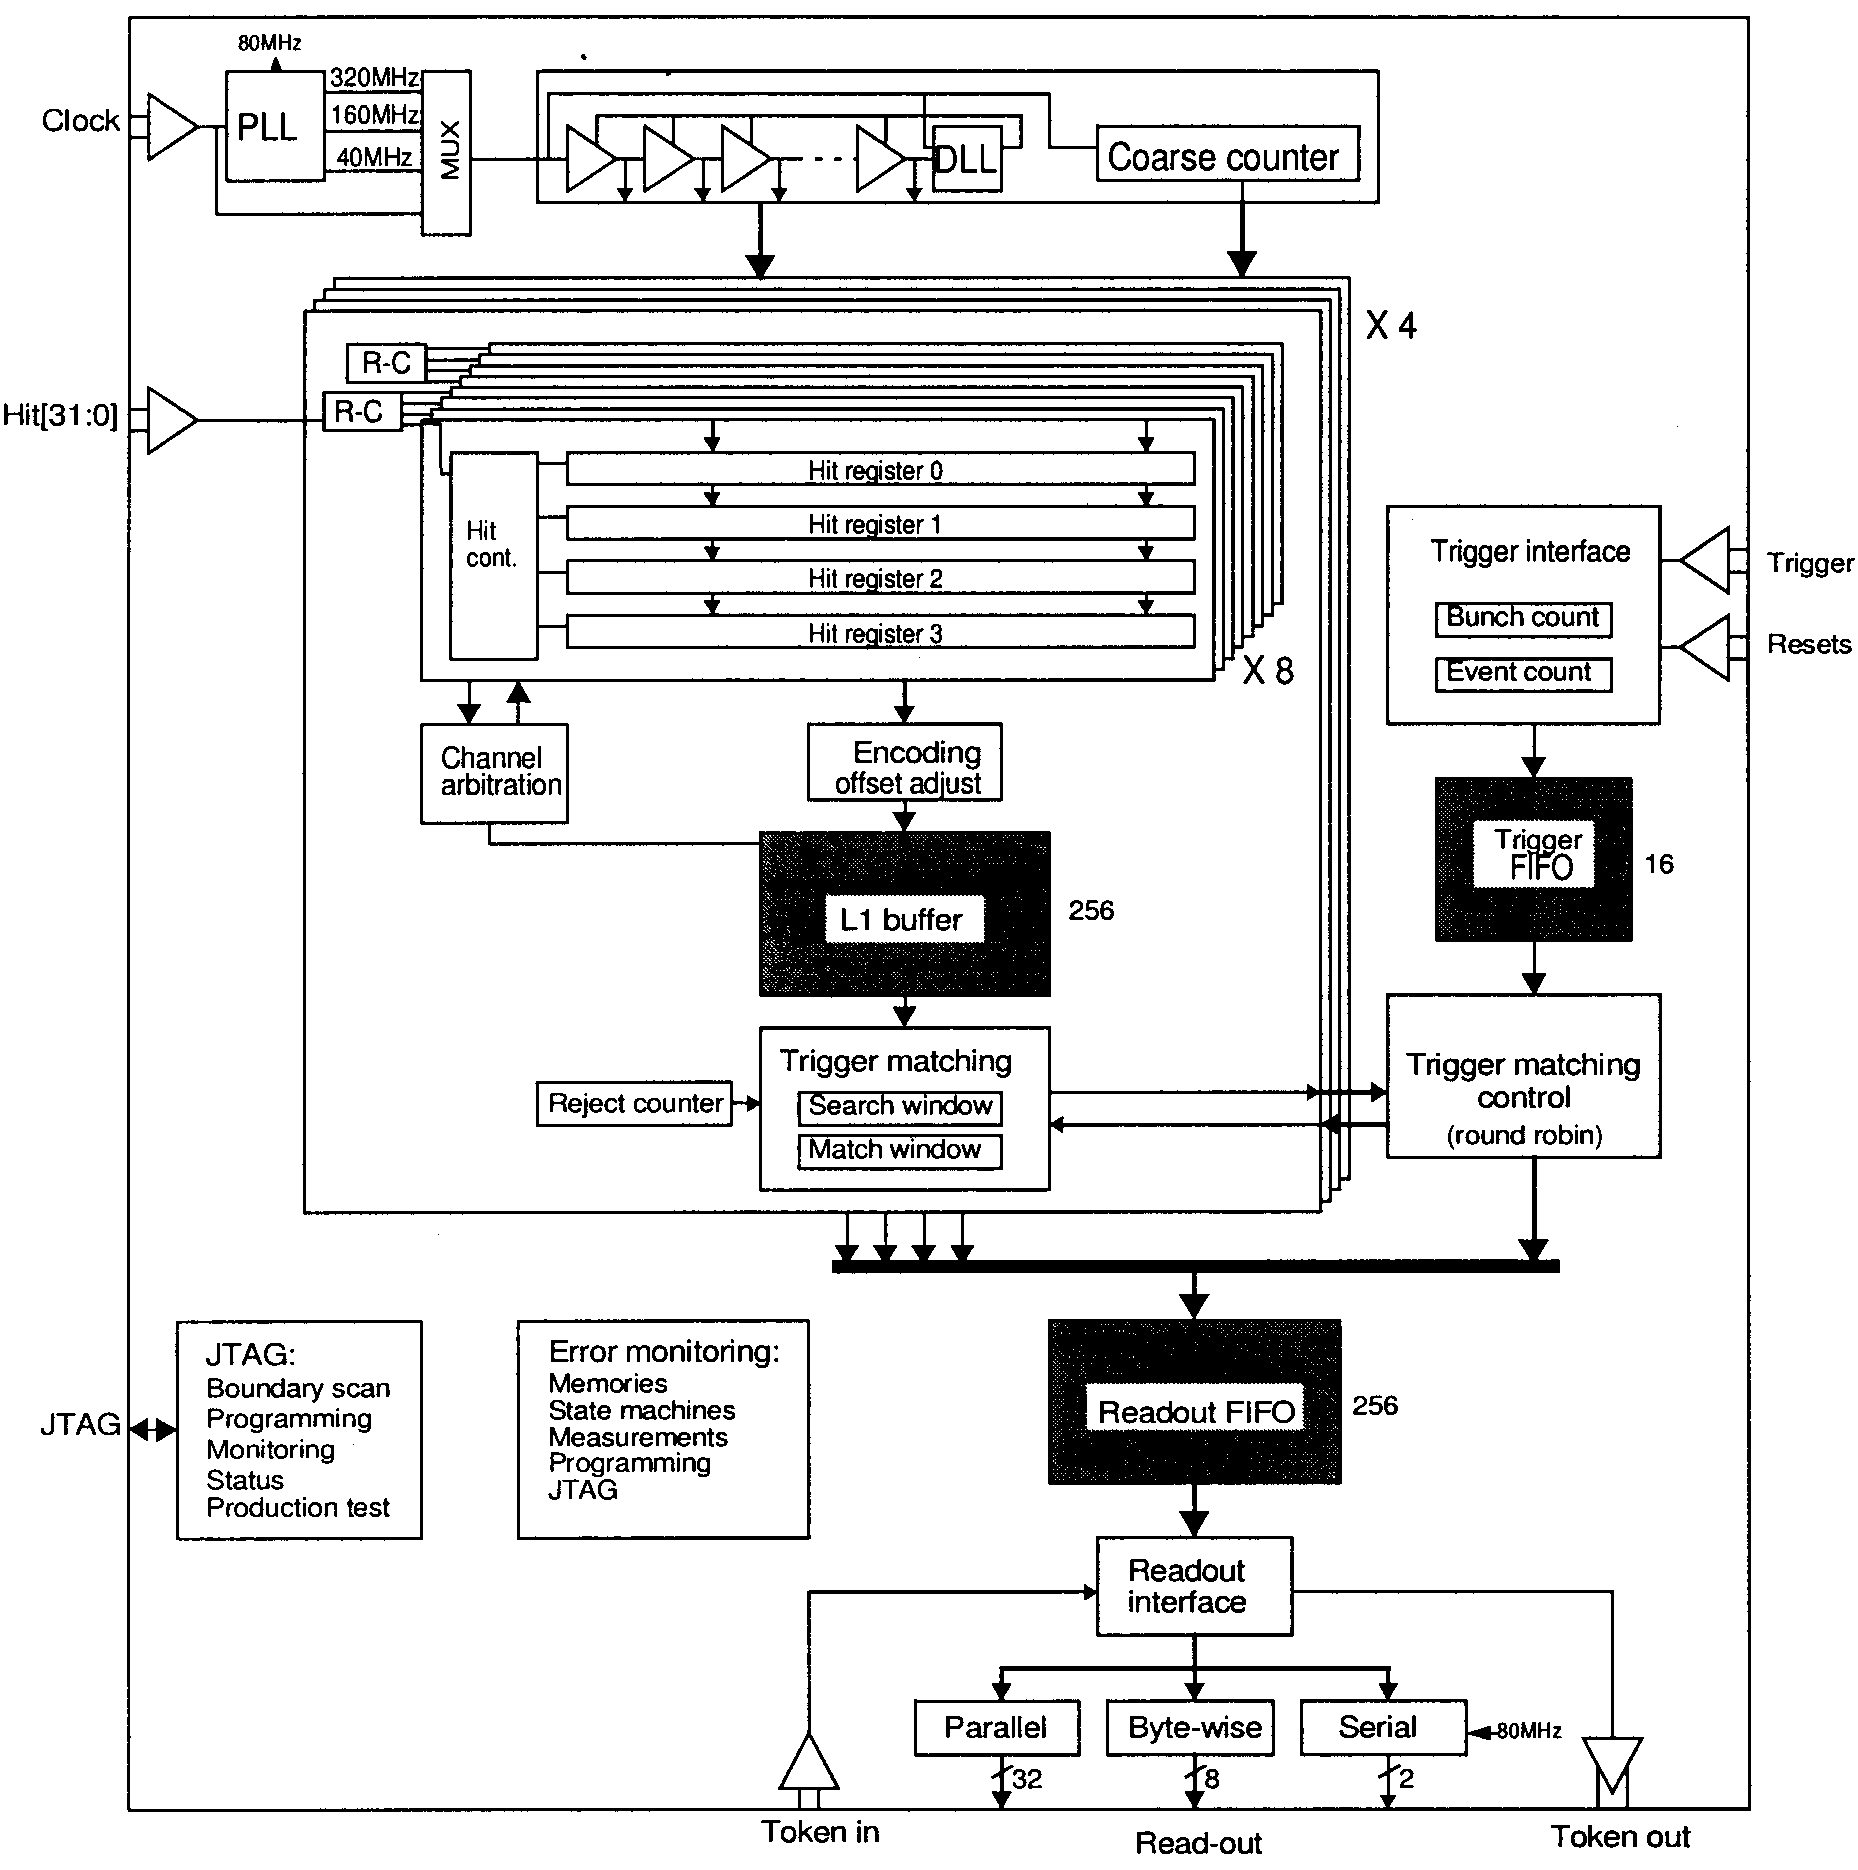 80MHz
Clock
PLL
320MHz
160MHz
40MHz
MUX
DLL
Coarse counter
X 4
Hit[31:0]
R-C
R-C
Hit
cont.
Hit register 0
Hit register 1
Hit register 2
Hit register 3
X 8
Trigger interface
Bunch count
Event count
Trigger
Resets
Channel
arbitration
Encoding
offset adjust
L1 buffer
256
Trigger
FIFO
16
Reject counter
Trigger matching
Search window
Match window
Trigger matching
control
(round robin)
JTAG
JTAG:
Boundary scan
Programming
Monitoring
Status
Production test
Error monitoring:
Memories
State machines
Measurements
Programming
JTAG
Readout FIFO
256
Readout
interface
Parallel
Byte-wise
Serial
80MHz
32
8
2
Token in
Read-out
Token out